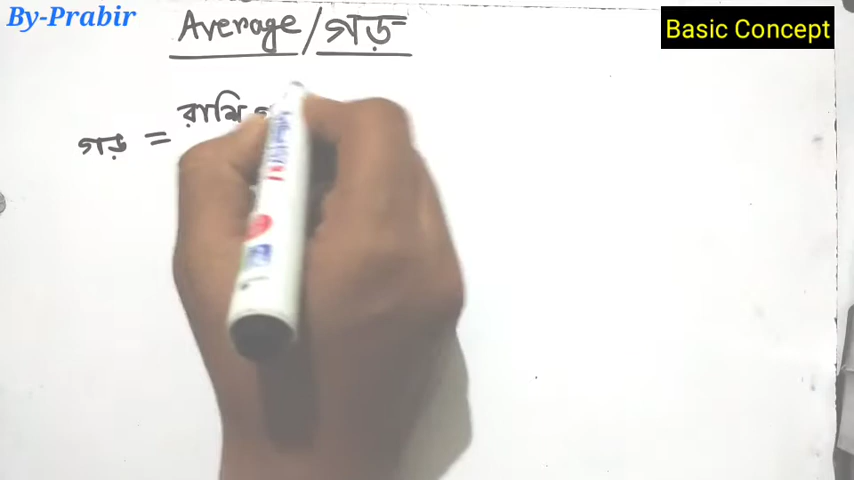 By-Prabir
Average/গড়
Basic Concept
রাশি
গড় =